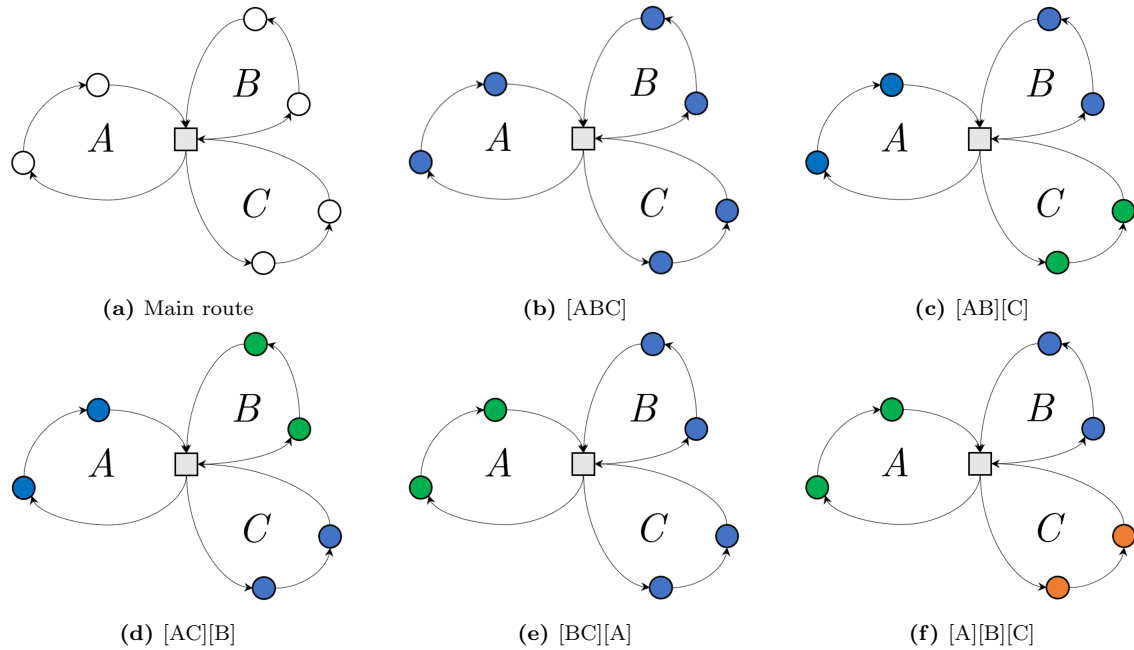 B
A
C
(a) Main route
B
A
C
(b) [ABC]
B
A
C
(c) [AB][C]
B
A
C
(d) [AC][B]
B
A
C
(e) [BC][A]
B
A
C
(f) [A][B][C]